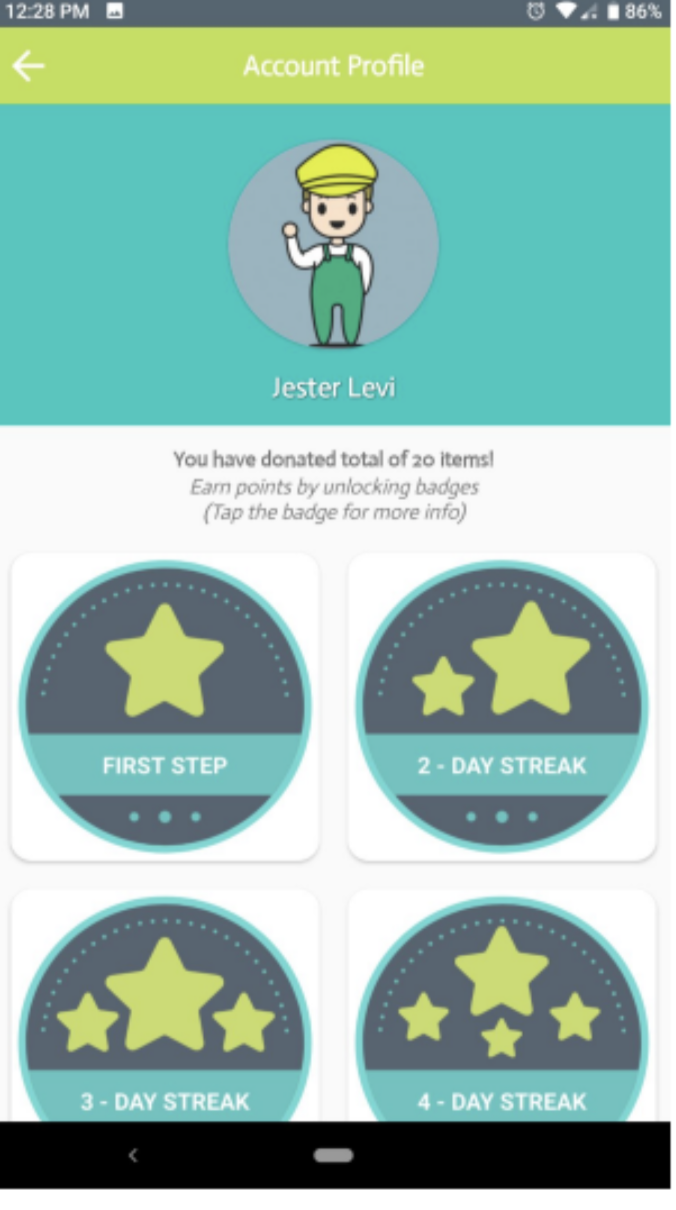 12:28 PM 86%
Account Profile
Jester Levi
You have donated total of 20 items!
Earn points by unlocking badges
(Tap the badge for more info)
FIRST STEP
2 - DAY STREAK
3 - DAY STREAK
4 - DAY STREAK